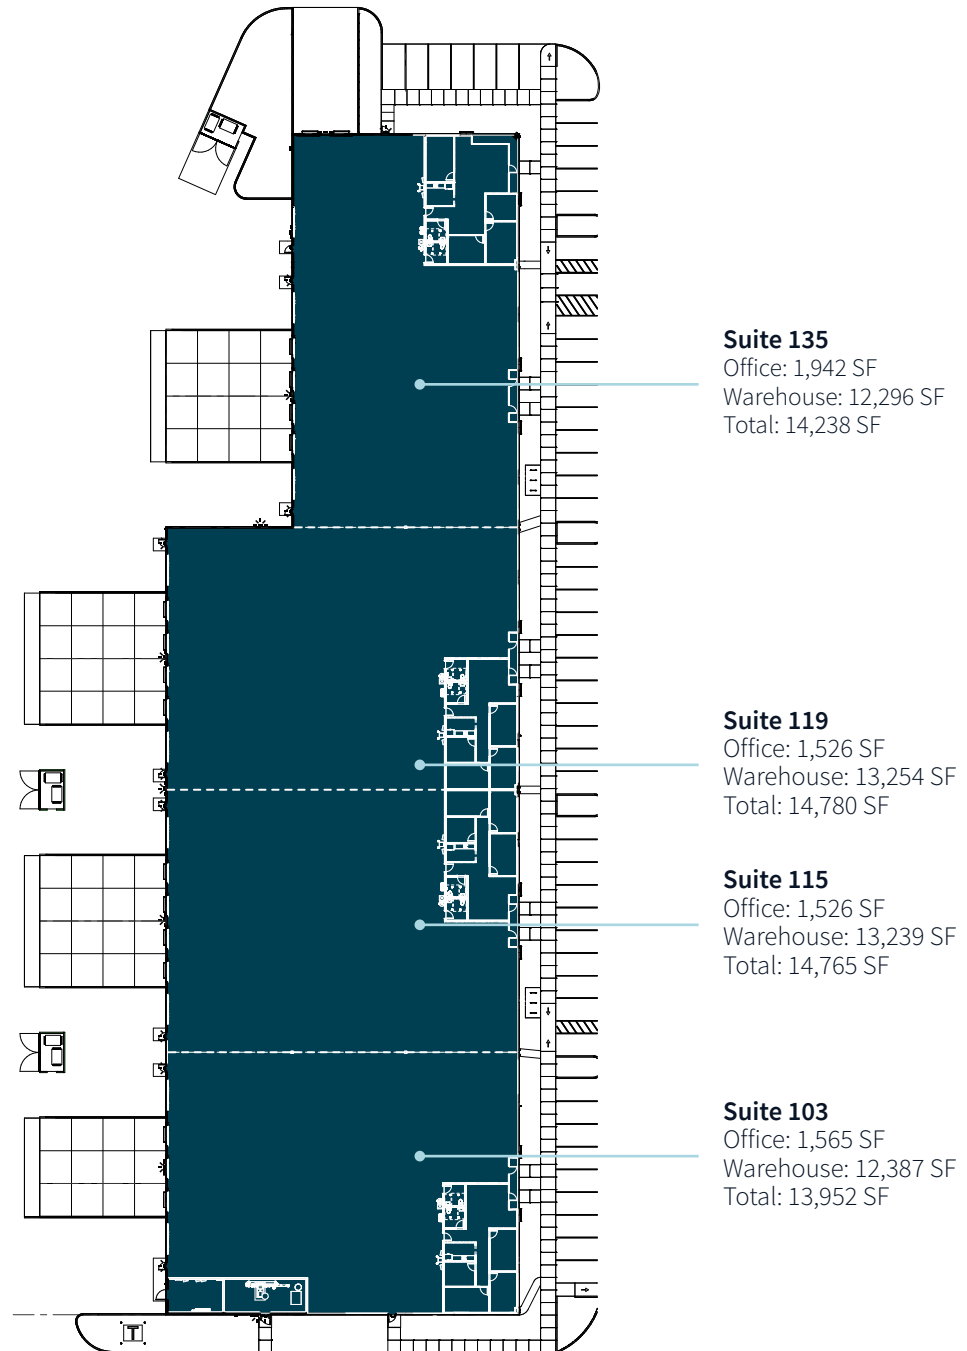 Suite 135
Office: 1,942 SF
Warehouse: 12,296 SF
Total: 14,238 SF
Suite 119
Office: 1,526 SF
Warehouse: 13,254 SF
Total: 14,780 SF
Suite 115
Office: 1,526 SF
Warehouse: 13,239 SF
Total: 14,765 SF
Suite 103
Office: 1,565 SF
Warehouse: 12,387 SF
Total: 13,952 SF
T